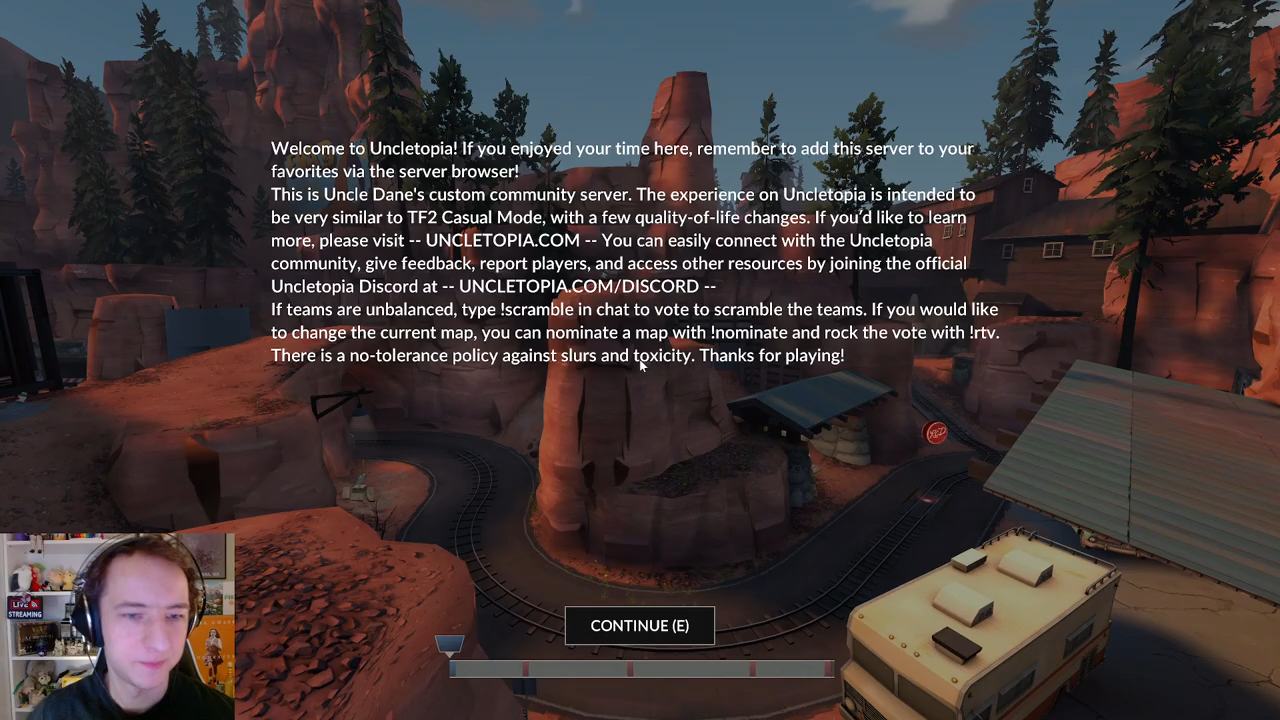 Welcome to Uncletopia! If you enjoyed your time here, remember to add this server to your
favorites via the server browser!
This is Uncle Dane's custom community server. The experience on Uncletopia is intended to
be very similar to TF2 Casual Mode, with a few quality-of-life changes. If you'd like to learn
more, please visit -- UNCLETOPIA.COM -- You can easily connect with the Uncletopia
community, give feedback, report players, and access other resources by joining the official
Uncletopia Discord at -- UNCLETOPIA.COM/DISCORD --
If teams are unbalanced, type !scramble in chat to vote to scramble the teams. If you would like
to change the current map, you can nominate a map with !nominate and rock the vote with !rtv.
There is a no-tolerance policy against slurs and toxicity. Thanks for playing!
LIVE
STREAMING
CONTINUE (E)